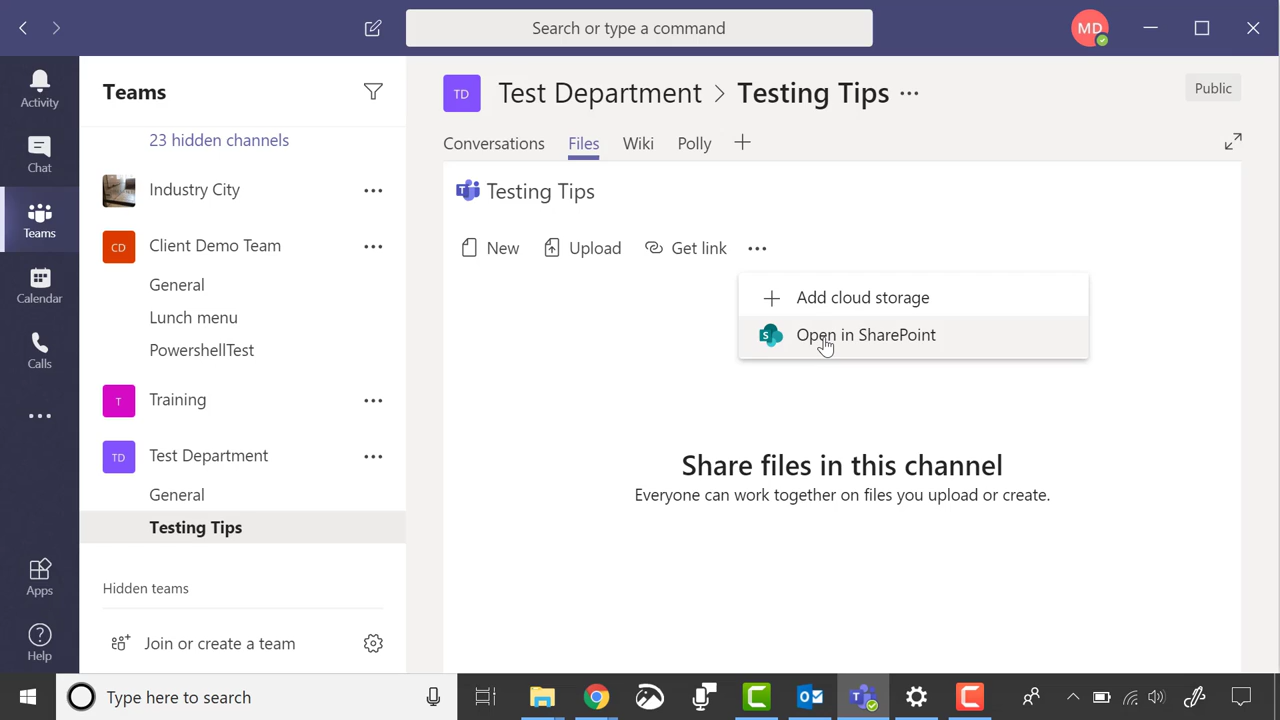 Search or type a command
MD
Activity
Chat
Teams
Calendar
Calls
Apps
Help
Teams
23 hidden channels
Industry City
CD
Client Demo Team
General
Lunch menu
PowershellTest
T
Training
TD
Test Department
General
Testing Tips
Hidden teams
Join or create a team
TD
Test Department > Testing Tips ...
Public
Conversations
Files
Wiki
Polly
Testing Tips
New
Upload
Get link
Add cloud storage
Open in SharePoint
Share files in this channel
Everyone can work together on files you upload or create.
Type here to search